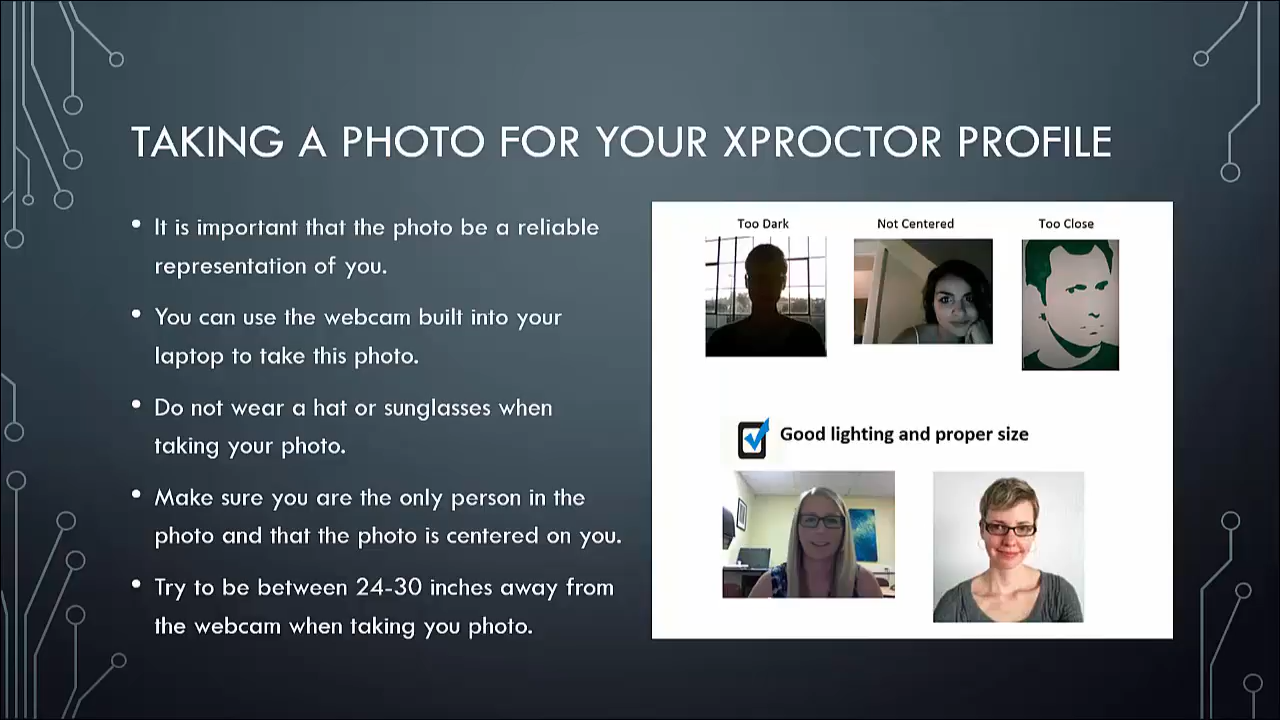 TAKING A PHOTO FOR YOUR XPROCTOR PROFILE
• It is important that the photo be a reliable
representation of you.
• You can use the webcam built into your
laptop to take this photo.
• Do not wear a hat or sunglasses when
taking your photo.
• Make sure you are the only person in the
photo and that the photo is centered on you.
• Try to be between 24-30 inches away from
the webcam when taking you photo.
Too Dark
Not Centered
Too Close
Good lighting and proper size